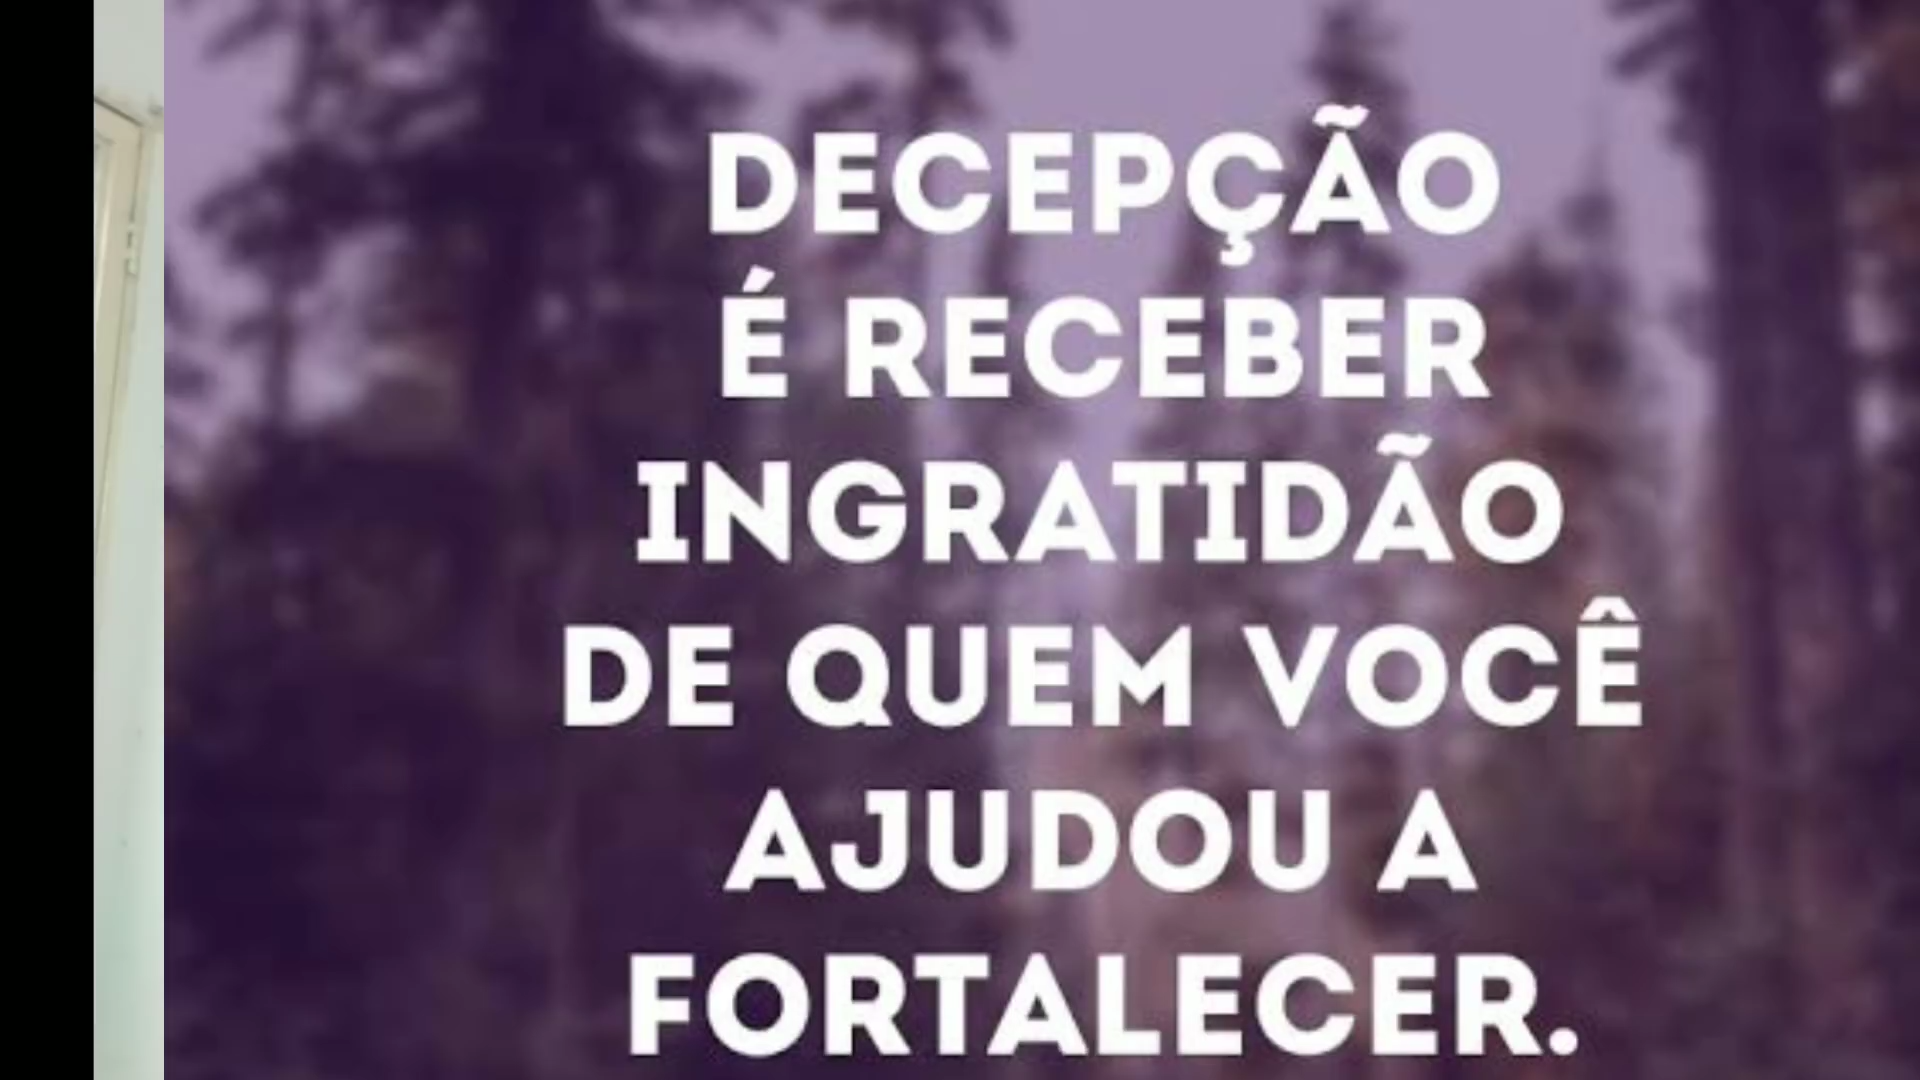 DECEPÇÃO
É RECEBER
INGRATIDÃO
DE QUEM VOCÊ
AJUDOU A
FORTALECER.